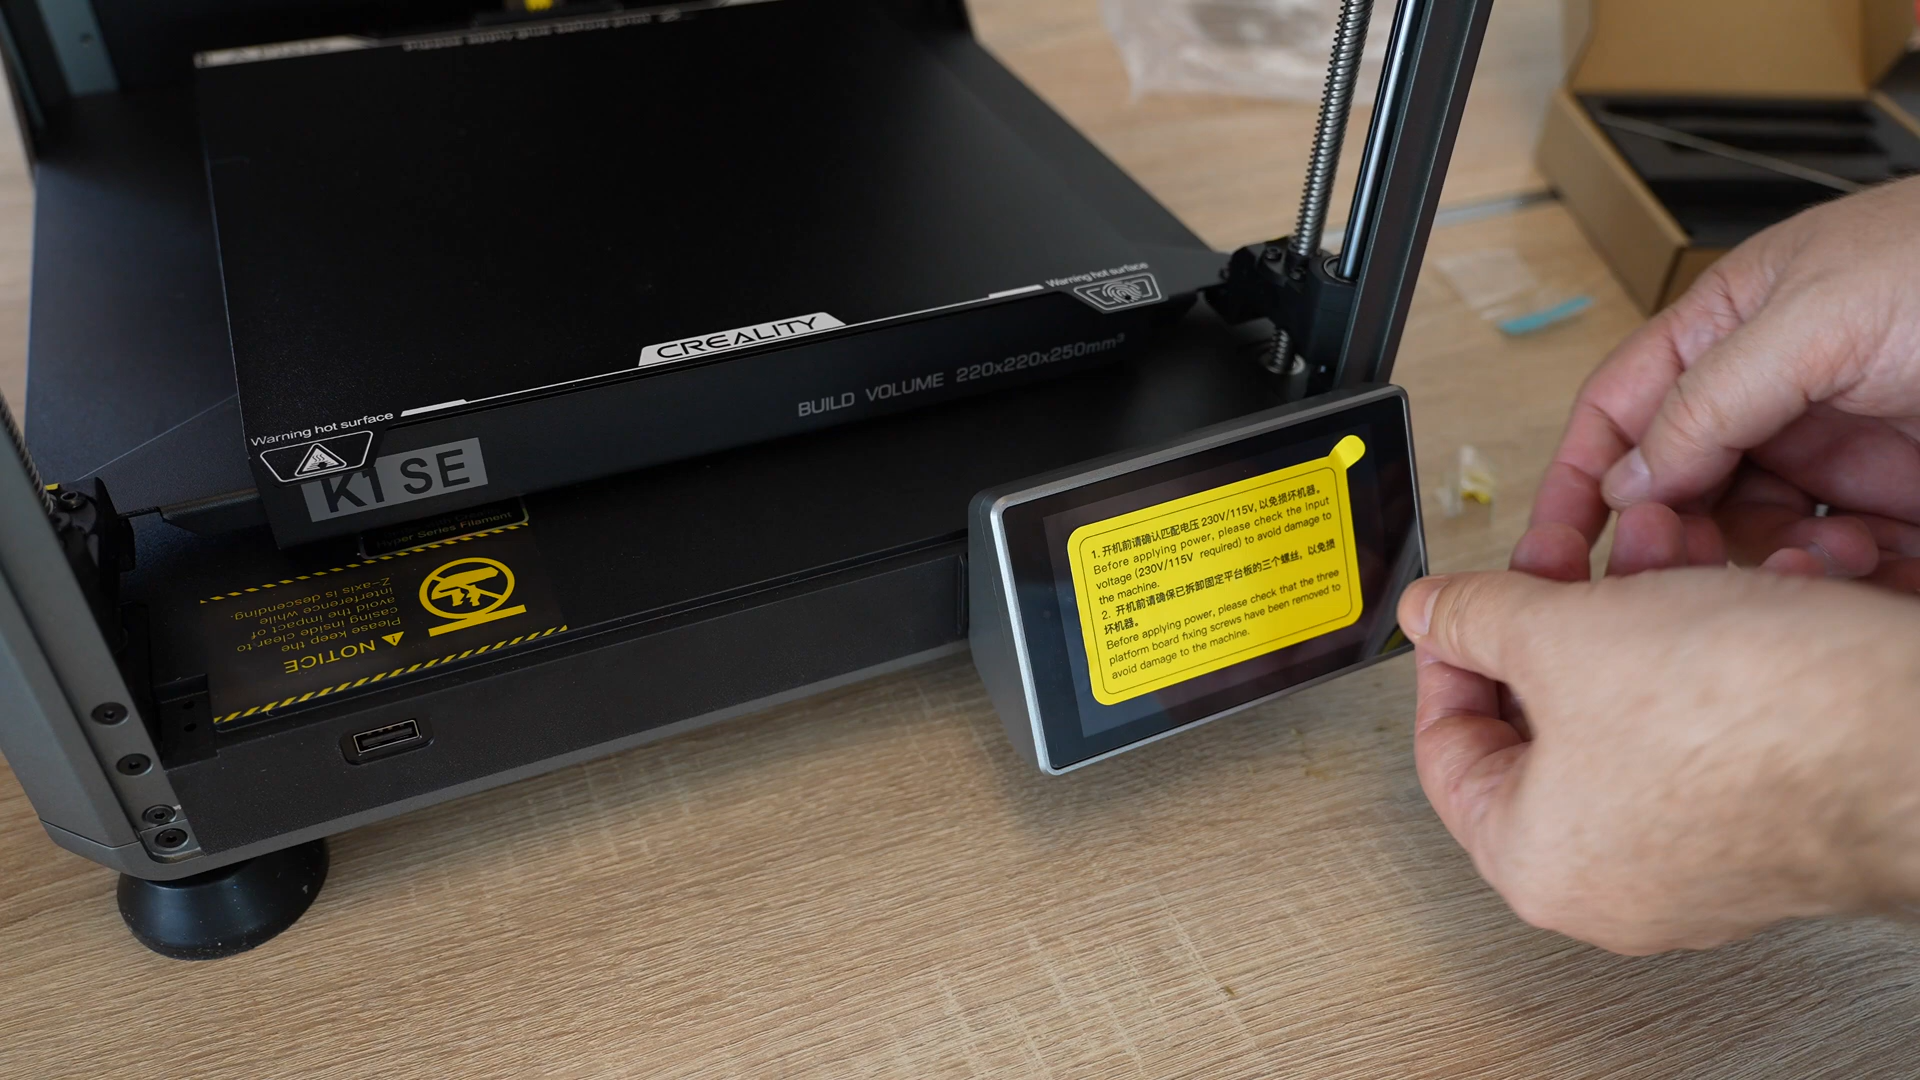 CREALITY
Warning hot surface
BUILD VOLUME 220x220x250mm³
Warning hot surface
K1 SE
Hyper Series Filament
NOTICE
Please keep the
casing inside clear to
avoid the impact of
interference while
Z-axis is descending.
1. 开机前请确认匹配电压 230V/115V, 以免损坏机器。
Before applying power, please check the input
voltage (230V/115V required) to avoid damage to
the machine.
2. 开机前请确保已拆卸固定平台板的三个螺丝, 以免损
坏机器。
Before applying power, please check that the three
platform board fixing screws have been removed to
avoid damage to the machine.